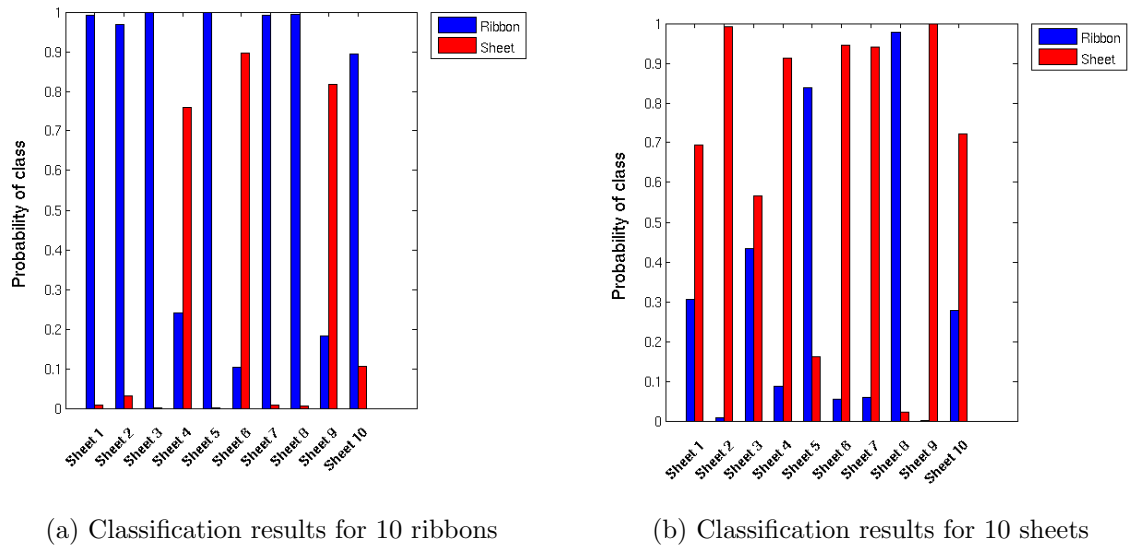 Ribbon
Sheet
Probability of class
1
0.9
0.8
0.7
0.6
0.5
0.4
0.3
0.2
0.1
0
Sheet 1
Sheet 2
Sheet 3
Sheet 4
Sheet 5
Sheet 6
Sheet 7
Sheet 8
Sheet 9
Sheet 10
(a) Classification results for 10 ribbons
Ribbon
Sheet
Probability of class
1
0.9
0.8
0.7
0.6
0.5
0.4
0.3
0.2
0.1
0
Sheet 1
Sheet 2
Sheet 3
Sheet 4
Sheet 5
Sheet 6
Sheet 7
Sheet 8
Sheet 9
Sheet 10
(b) Classification results for 10 sheets